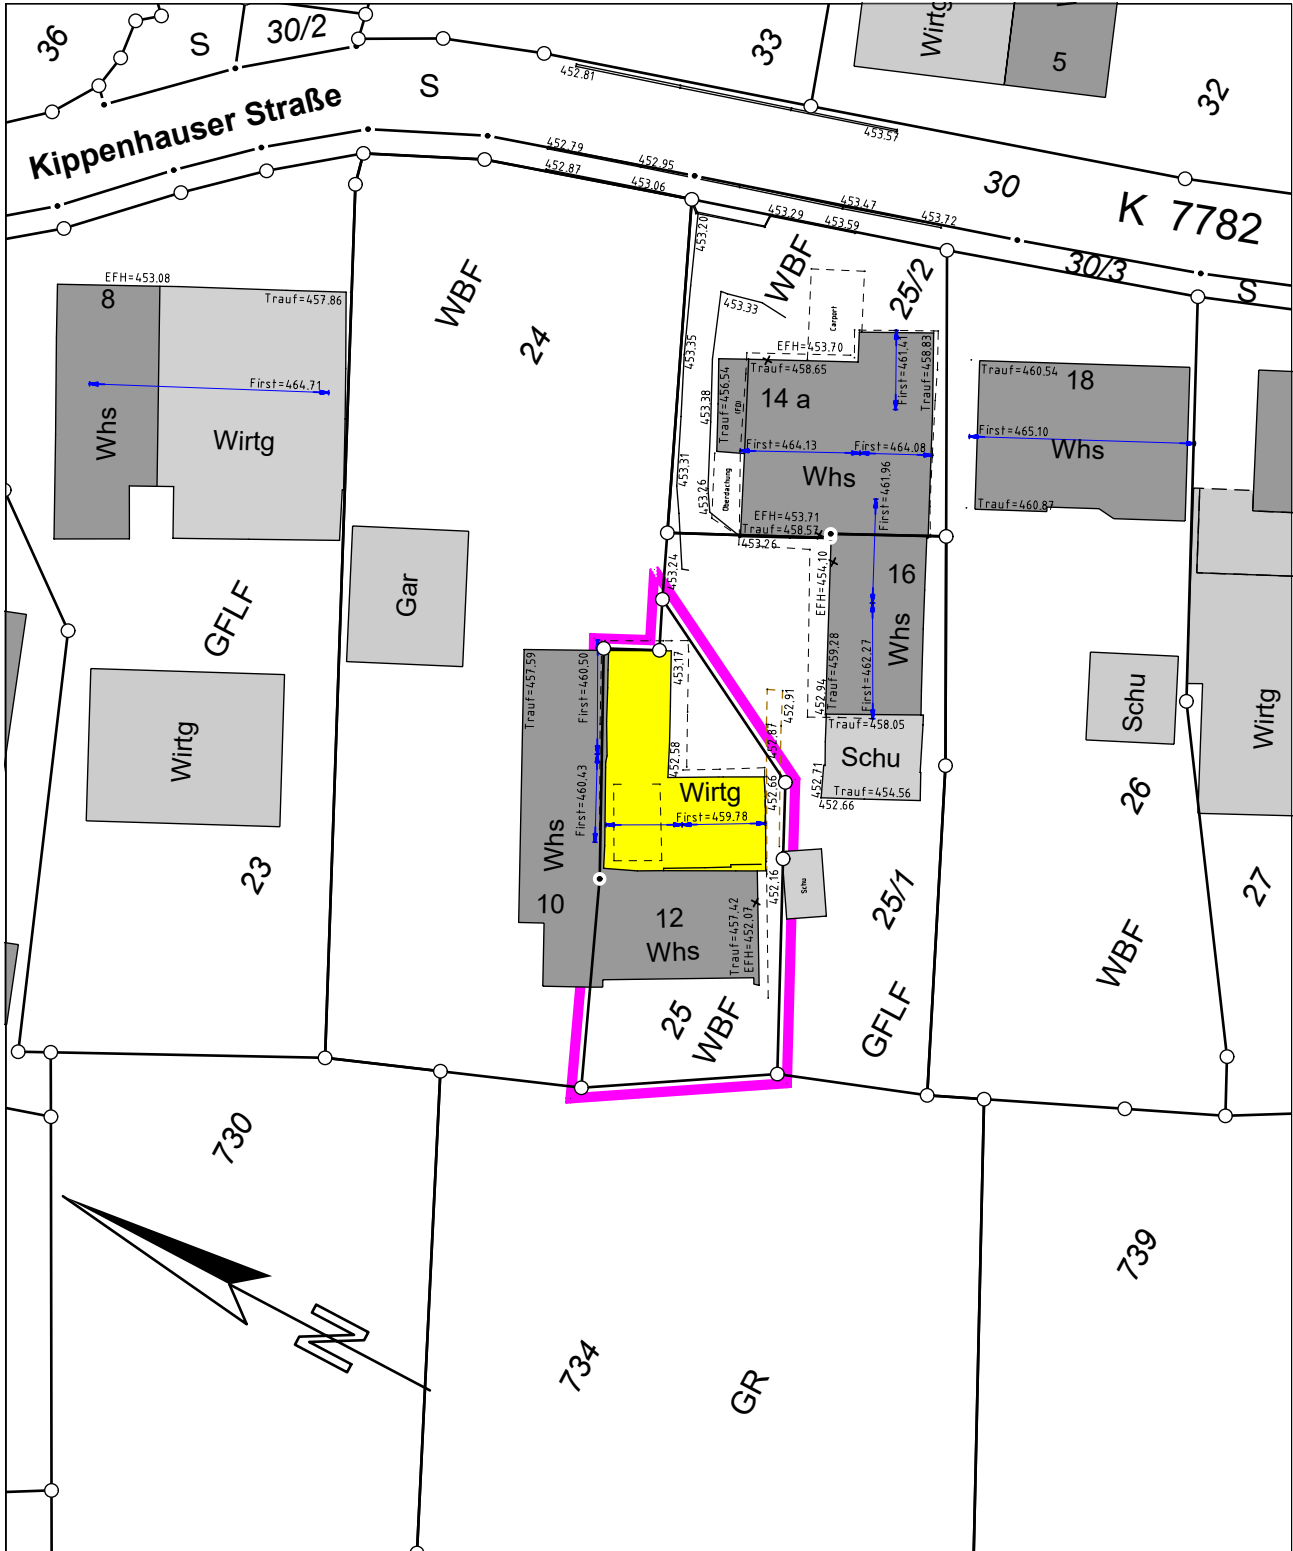 36
S
30/2
33
Wirtg
5
32
452.81
S
453.57
Kippenhauser Straße
452.79
452.95
452.87
453.06
30
K 7782
453.47
453.72
453.29
453.59
453.20
30/3
S
WBF
25/2
WBF
24
EFH=453.08
8
Trauf=457.86
First=464.71
Whs
Wirtg
453.33
Carport
453.35
EFH=453.70
Trauf=458.65
First=461.41
Trauf=458.83
Trauf=456.54
14 a
453.38
First=464.13
First=464.08
Whs
453.31
453.26
Überdachung
First=461.96
EFH=453.71
Trauf=458.57
453.26
Trauf=460.54
18
First=465.10
Whs
Trauf=460.87
453.24
EFH=454.10
16
Whs
Gar
GFLF
Trauf=457.59
First=460.50
453.17
Trauf=459.28
First=462.27
452.94
452.91
Trauf=458.05
Schu
Wirtg
Wirtg
Schu
452.87
452.58
452.66
452.71
Trauf=454.56
452.66
Wirtg
First=459.78
First=460.43
26
Whs
23
10
12
Whs
Trauf=457.42
EFH=452.07
452.16
Schu
25/1
27
WBF
25
WBF
GFLF
730
739
N
734
GR